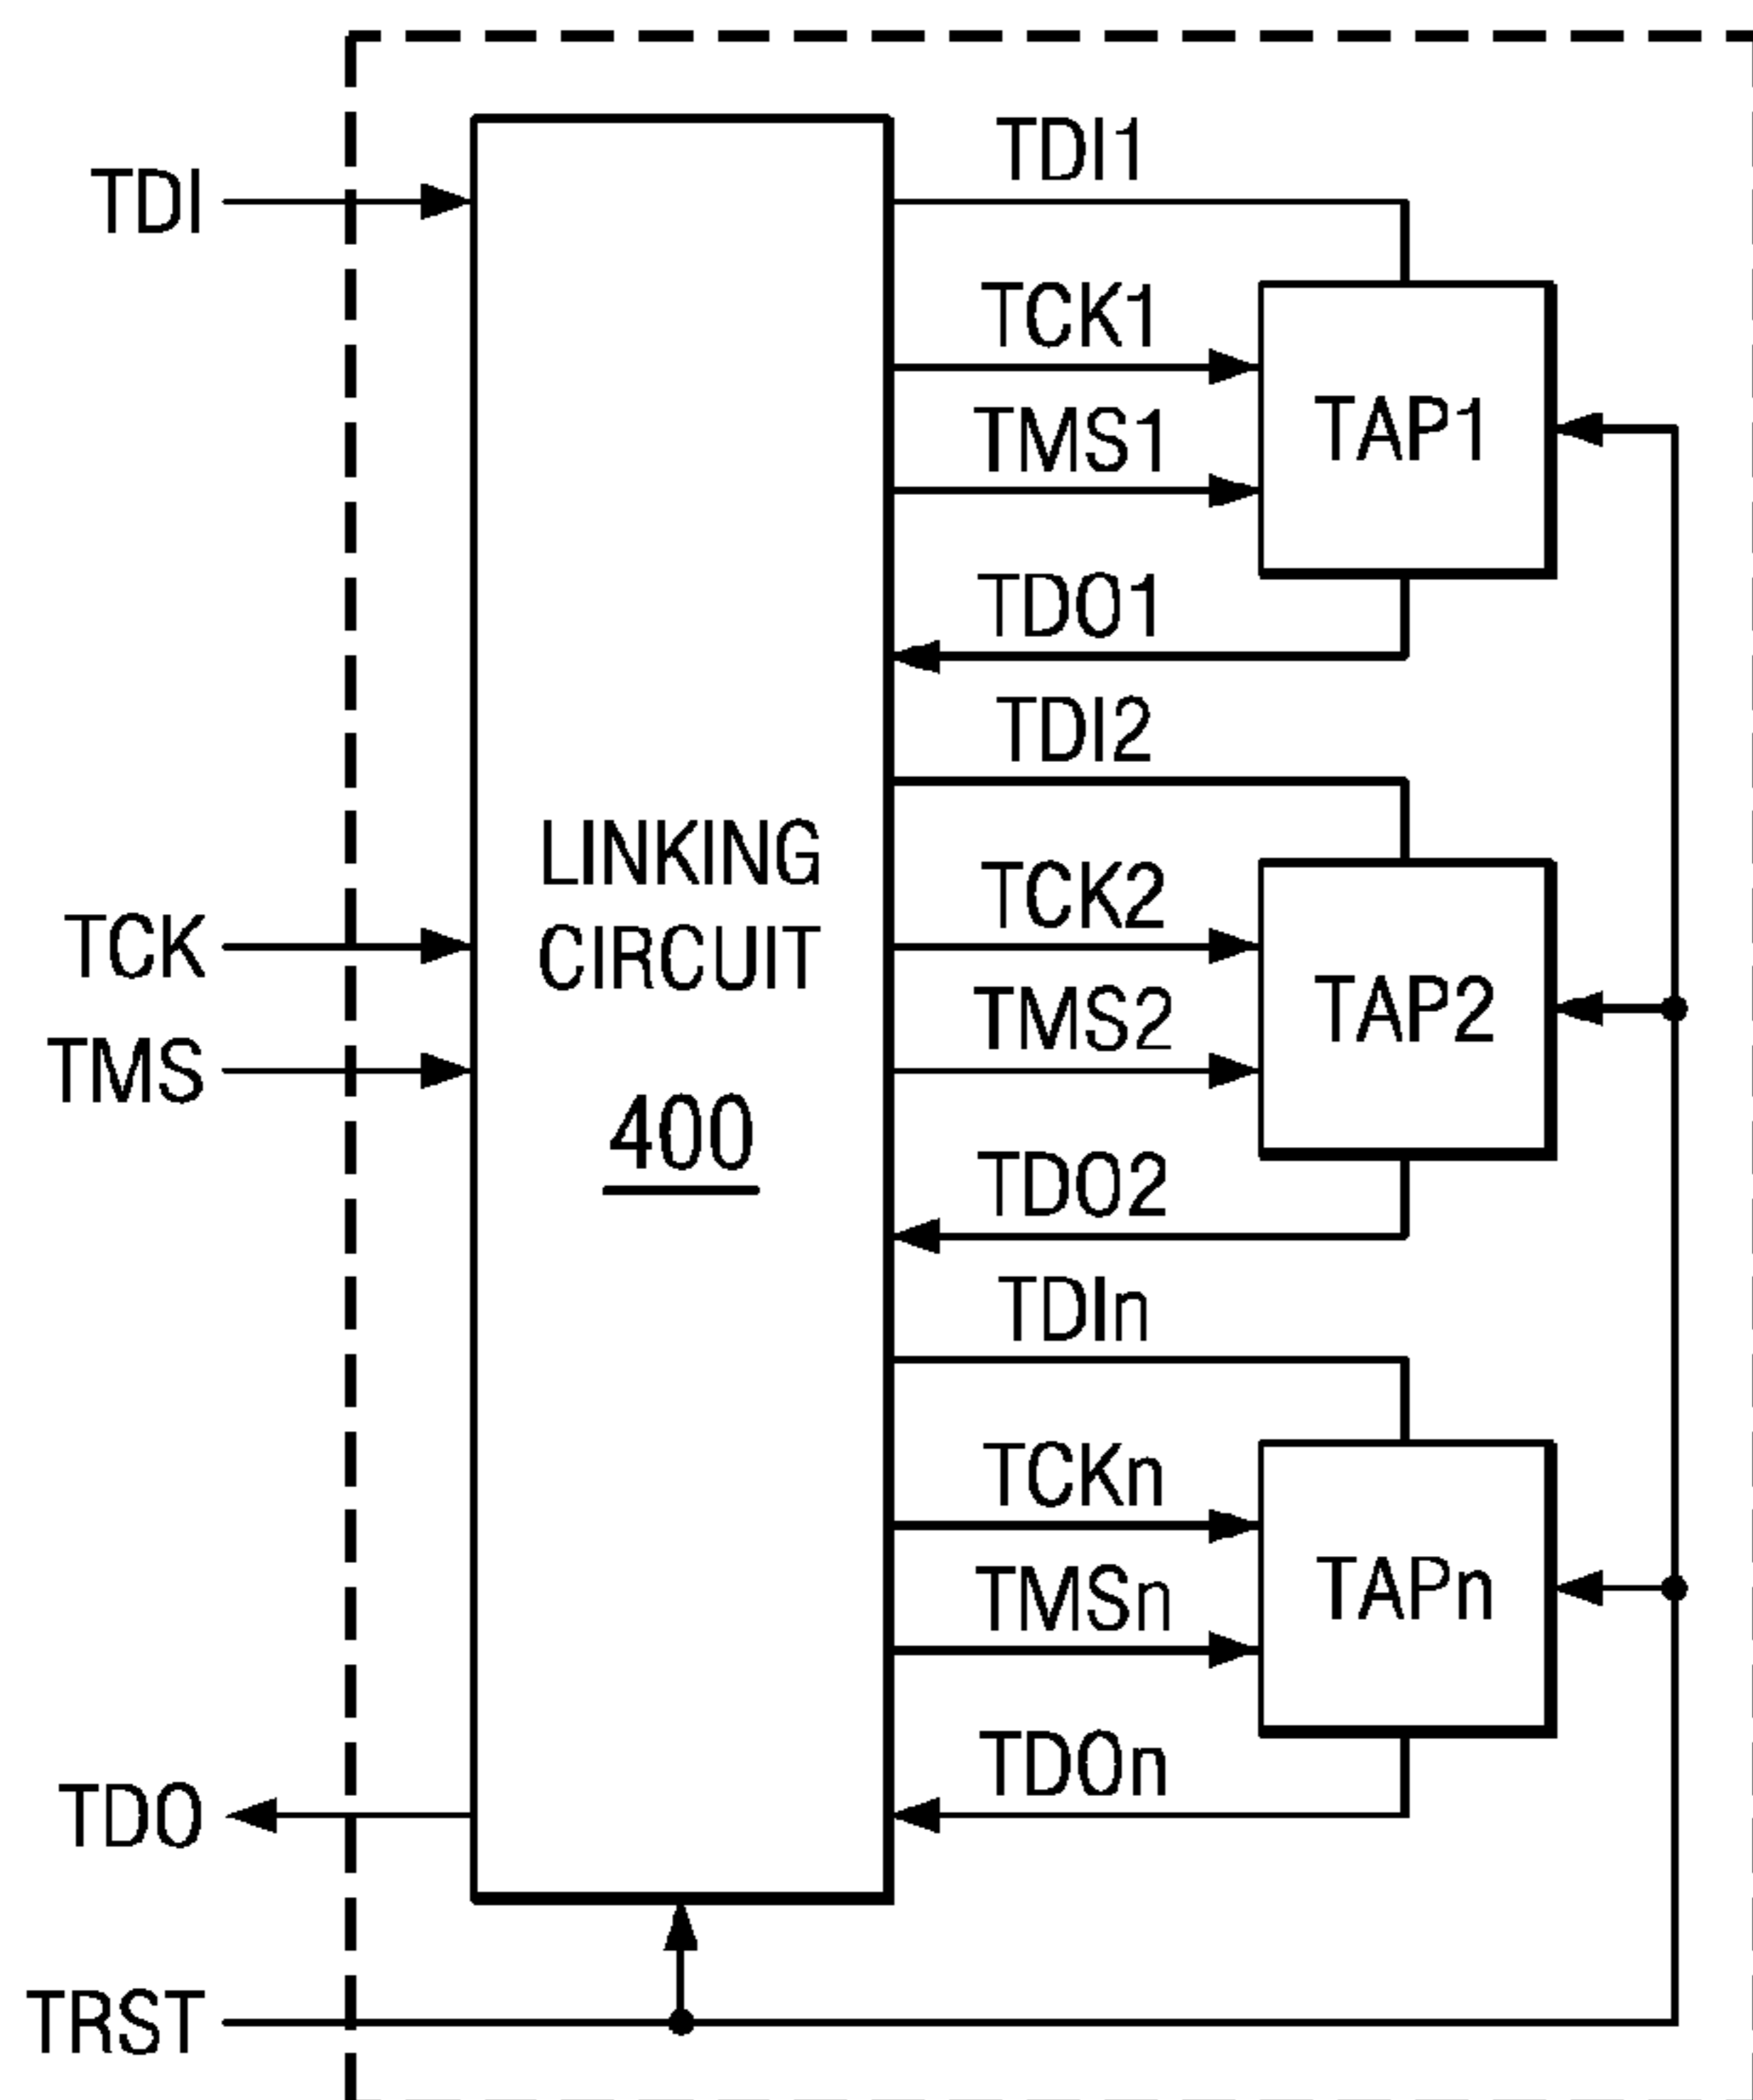 TDI
TCK
TMS
TDO
TRST
LINKING
CIRCUIT
400
TDI1
TCK1
TMS1
TDO1
TAP1
TDI2
TCK2
TMS2
TDO2
TAP2
TDIn
TCKn
TMSn
TDOn
TAPn